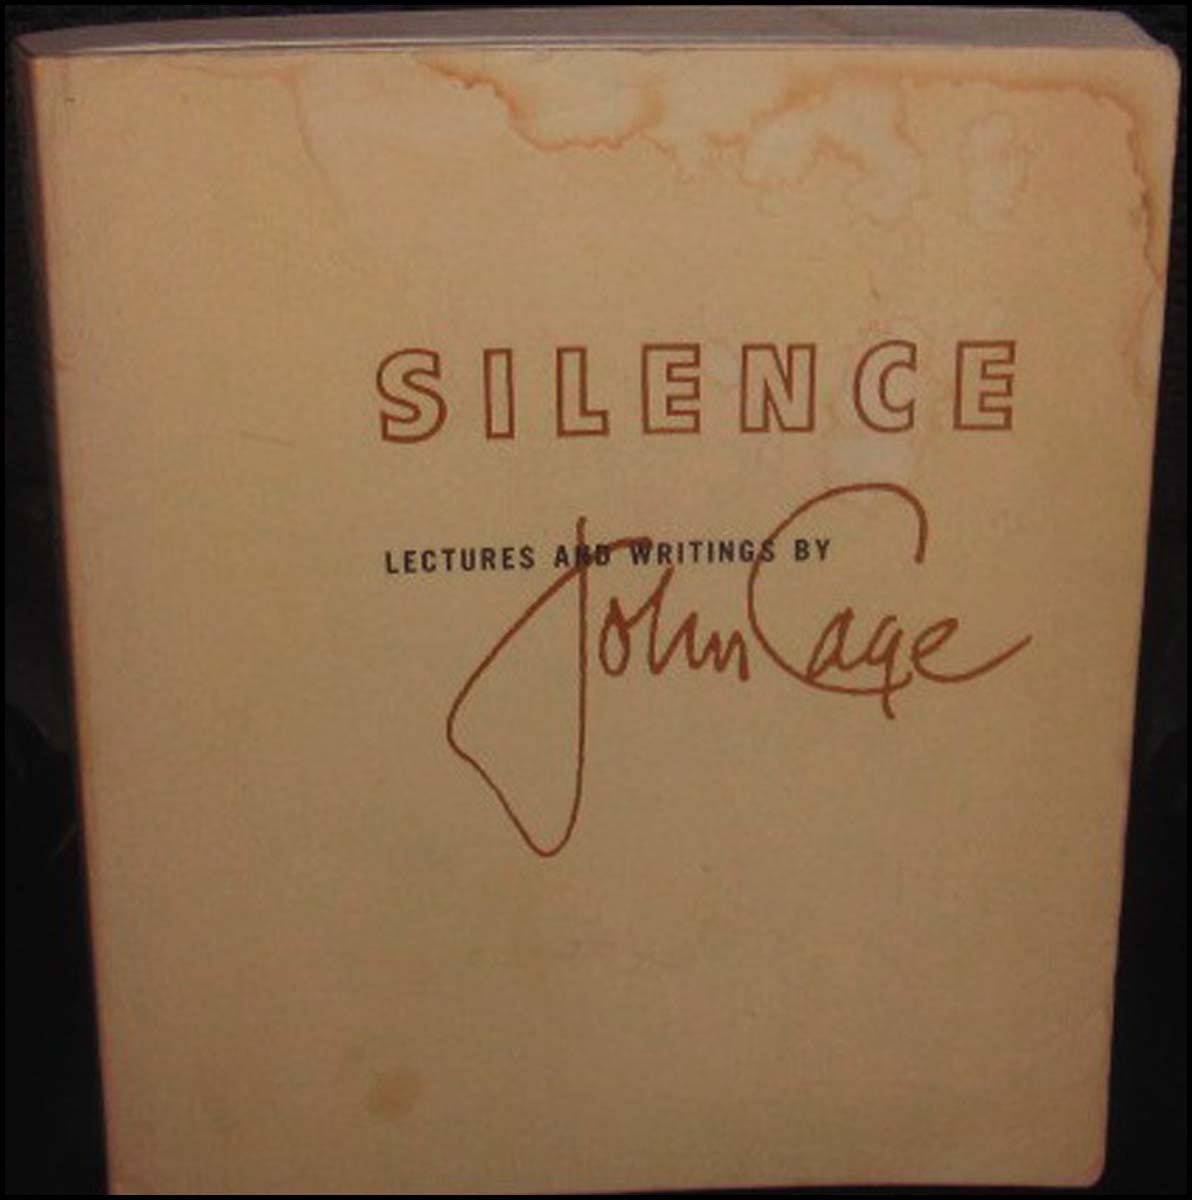 SILENCE
LECTURES AND WRITINGS BY
John Cage